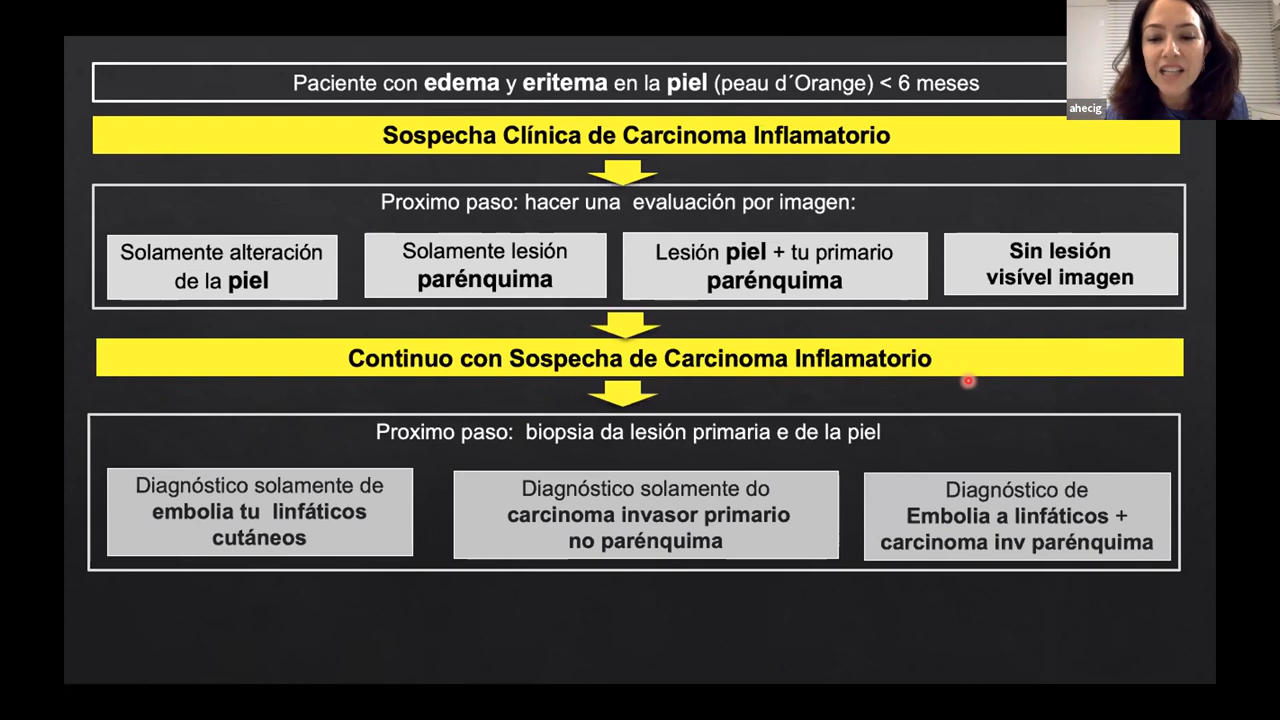 Paciente con edema y eritema en la piel (peau d´Orange) < 6 meses
ahecig
Sospecha Clínica de Carcinoma Inflamatorio
Proximo paso: hacer una evaluación por imagen:
Solamente alteración
de la piel
Solamente lesión
parénquima
Lesión piel + tu primario
parénquima
Sin lesión
visível imagen
Continuo con Sospecha de Carcinoma Inflamatorio
Proximo paso: biopsia da lesión primaria e de la piel
Diagnóstico solamente de
embolia tu linfáticos
cutáneos
Diagnóstico solamente do
carcinoma invasor primario
no parénquima
Diagnóstico de
Embolia a linfáticos +
carcinoma inv parénquima